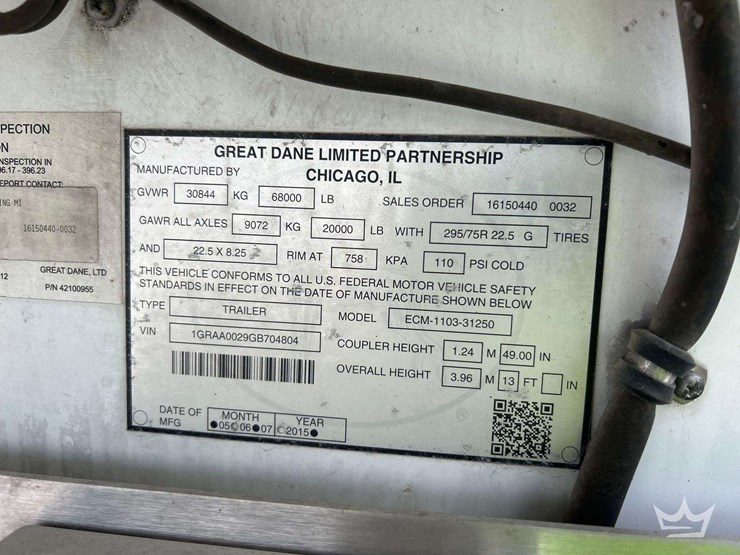 PECTION
N
NSPECTION IN
96.17 - 396.23
EPORT CONTACT:
ING MI
16150440-0032
12 GREAT DANE, LTD
P/N 42100955
GREAT DANE LIMITED PARTNERSHIP
MANUFACTURED BY CHICAGO, IL
GVWR 30844 KG 68000 LB SALES ORDER 16150440 0032
GAWR ALL AXLES 9072 KG 20000 LB WITH 295/75R 22.5 G TIRES
AND 22.5 X 8.25 RIM AT 758 KPA 110 PSI COLD
THIS VEHICLE CONFORMS TO ALL U.S. FEDERAL MOTOR VEHICLE SAFETY
STANDARDS IN EFFECT ON THE DATE OF MANUFACTURE SHOWN BELOW
TYPE TRAILER MODEL ECM-1103-31250
VIN 1GRAA0029GB704804 COUPLER HEIGHT 1.24 M 49.00 IN
OVERALL HEIGHT 3.96 M 13 FT IN
DATE OF MFG MONTH YEAR
05 06 07 2015